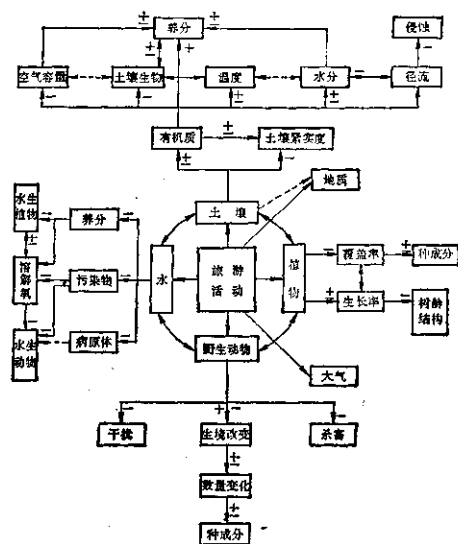 养分
侵蚀
空气容量
土壤生物
温度
水分
径流
有机质
土壤紧实度
地质
土壤
水生
植物
养分
水
旅游
活动
植物
覆盖率
种成分
溶解氧
污染物
生长率
树龄
结构
水生
动物
病原体
野生动物
大气
干扰
生境改变
杀害
数量变化
种成分